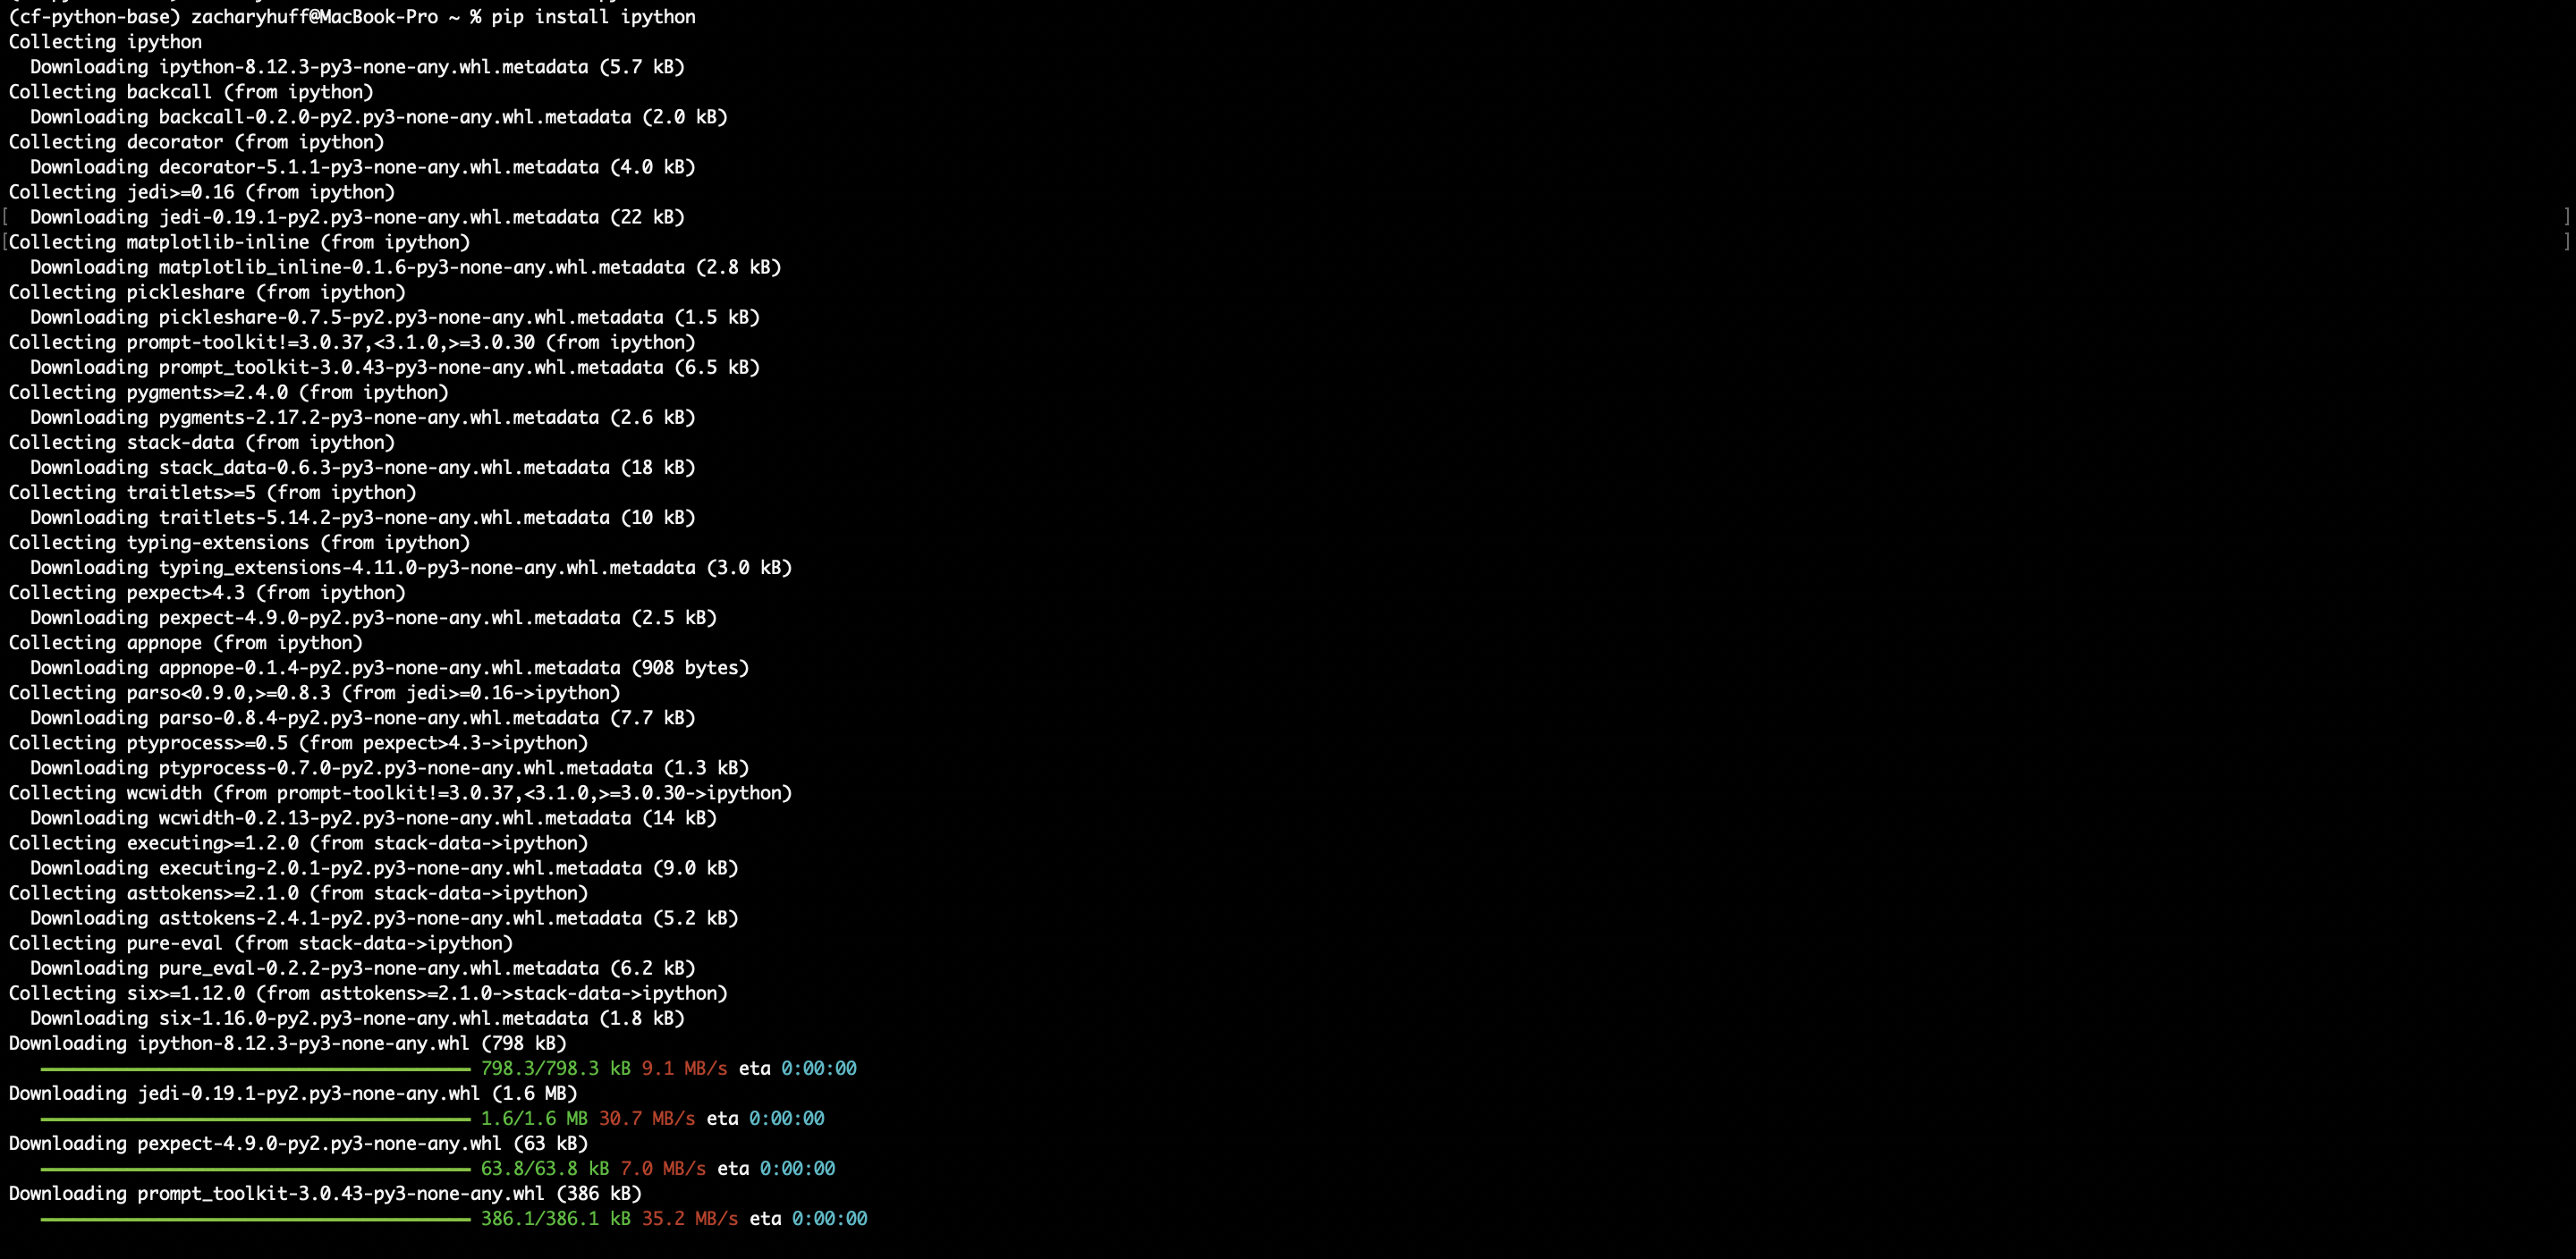 (cf-python-base) zacharyhuff@MacBook-Pro ~ % pip install ipython
Collecting ipython
  Downloading ipython-8.12.3-py3-none-any.whl.metadata (5.7 kB)
Collecting backcall (from ipython)
  Downloading backcall-0.2.0-py2.py3-none-any.whl.metadata (2.0 kB)
Collecting decorator (from ipython)
  Downloading decorator-5.1.1-py3-none-any.whl.metadata (4.0 kB)
Collecting jedi>=0.16 (from ipython)
[  Downloading jedi-0.19.1-py2.py3-none-any.whl.metadata (22 kB) ]
[Collecting matplotlib-inline (from ipython) ]
  Downloading matplotlib_inline-0.1.6-py3-none-any.whl.metadata (2.8 kB)
Collecting pickleshare (from ipython)
  Downloading pickleshare-0.7.5-py2.py3-none-any.whl.metadata (1.5 kB)
Collecting prompt-toolkit!=3.0.37,<3.1.0,>=3.0.30 (from ipython)
  Downloading prompt_toolkit-3.0.43-py3-none-any.whl.metadata (6.5 kB)
Collecting pygments>=2.4.0 (from ipython)
  Downloading pygments-2.17.2-py3-none-any.whl.metadata (2.6 kB)
Collecting stack-data (from ipython)
  Downloading stack_data-0.6.3-py3-none-any.whl.metadata (18 kB)
Collecting traitlets>=5 (from ipython)
  Downloading traitlets-5.14.2-py3-none-any.whl.metadata (10 kB)
Collecting typing-extensions (from ipython)
  Downloading typing_extensions-4.11.0-py3-none-any.whl.metadata (3.0 kB)
Collecting pexpect>4.3 (from ipython)
  Downloading pexpect-4.9.0-py2.py3-none-any.whl.metadata (2.5 kB)
Collecting appnope (from ipython)
  Downloading appnope-0.1.4-py2.py3-none-any.whl.metadata (908 bytes)
Collecting parso<0.9.0,>=0.8.3 (from jedi>=0.16->ipython)
  Downloading parso-0.8.4-py2.py3-none-any.whl.metadata (7.7 kB)
Collecting ptyprocess>=0.5 (from pexpect>4.3->ipython)
  Downloading ptyprocess-0.7.0-py2.py3-none-any.whl.metadata (1.3 kB)
Collecting wcwidth (from prompt-toolkit!=3.0.37,<3.1.0,>=3.0.30->ipython)
  Downloading wcwidth-0.2.13-py2.py3-none-any.whl.metadata (14 kB)
Collecting executing>=1.2.0 (from stack-data->ipython)
  Downloading executing-2.0.1-py2.py3-none-any.whl.metadata (9.0 kB)
Collecting asttokens>=2.1.0 (from stack-data->ipython)
  Downloading asttokens-2.4.1-py2.py3-none-any.whl.metadata (5.2 kB)
Collecting pure-eval (from stack-data->ipython)
  Downloading pure_eval-0.2.2-py3-none-any.whl.metadata (6.2 kB)
Collecting six>=1.12.0 (from asttokens>=2.1.0->stack-data->ipython)
  Downloading six-1.16.0-py2.py3-none-any.whl.metadata (1.8 kB)
Downloading ipython-8.12.3-py3-none-any.whl (798 kB)
798.3/798.3 kB 9.1 MB/s eta 0:00:00
Downloading jedi-0.19.1-py2.py3-none-any.whl (1.6 MB)
1.6/1.6 MB 30.7 MB/s eta 0:00:00
Downloading pexpect-4.9.0-py2.py3-none-any.whl (63 kB)
63.8/63.8 kB 7.0 MB/s eta 0:00:00
Downloading prompt_toolkit-3.0.43-py3-none-any.whl (386 kB)
386.1/386.1 kB 35.2 MB/s eta 0:00:00